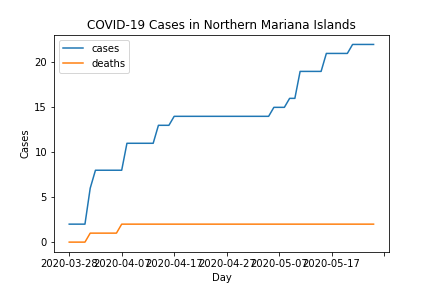 COVID-19 Cases in Northern Mariana Islands
cases
deaths
20
15
10
5
0
Cases
2020-03-28
2020-04-07
2020-04-17
2020-04-27
2020-05-07
2020-05-17
Day